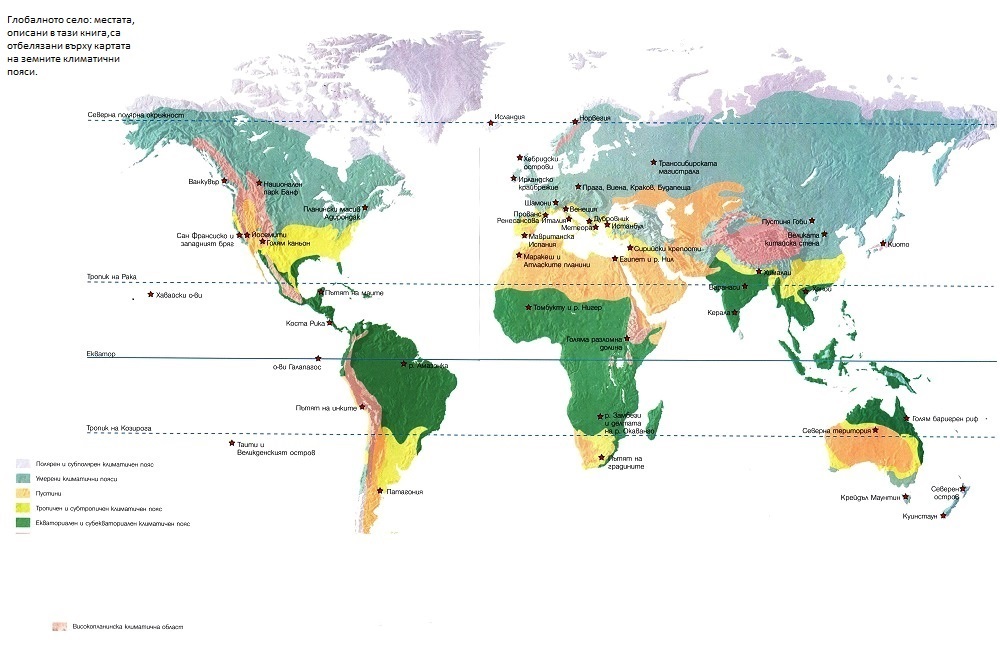 Глобалното село: местата,
описани в тази книга,са
отбелязани върху картата
на земните климатични
пояси.
Северна полярна окръжност
Исландия
Норвегия
Хебридски
острови
Транссибирската
магистрала
Ирландско
крайбрежие
Прага, Виена, Краков, Будапеща
Ванкувър
Национален
парк Банф
Шамони
Венеция
Планински масив
Адирондак
Прованс
Ренесансова Италия
Дубровник
Истанбул
Метеора
Пустиня Гоби
Великата
китайска стена
Киото
Сан Франсиско и
западният бряг
Йосемити
Голям каньон
Мавританска
Испания
Сирийски крепости
Маракеш и
Атласките планини
Египет и р. Нил
Хималаи
Тропик на Рака
Варанаси
Ханой
Хавайски о-ви
Пътят на маите
Томбукту и р. Нигер
Керала
Коста Рика
Голяма разломна
долина
Екватор
о-ви Галапагос
р. Амазонка
Пътят на инките
р. Замбези
и делтата
на р. Окаванго
Голям бариерен риф
Тропик на Козирога
Северна територия
Таити и
Великденският остров
Пътят на
градините
Полярен и субполярен климатичен пояс
Умерени климатични пояси
Пустини
Тропичен и субтропичен климатичен пояс
Екваториален и субекваториален климатичен пояс
Патагония
Крейдъл Маунтин
Северен
остров
Куинстаун
Високопланинска климатична област